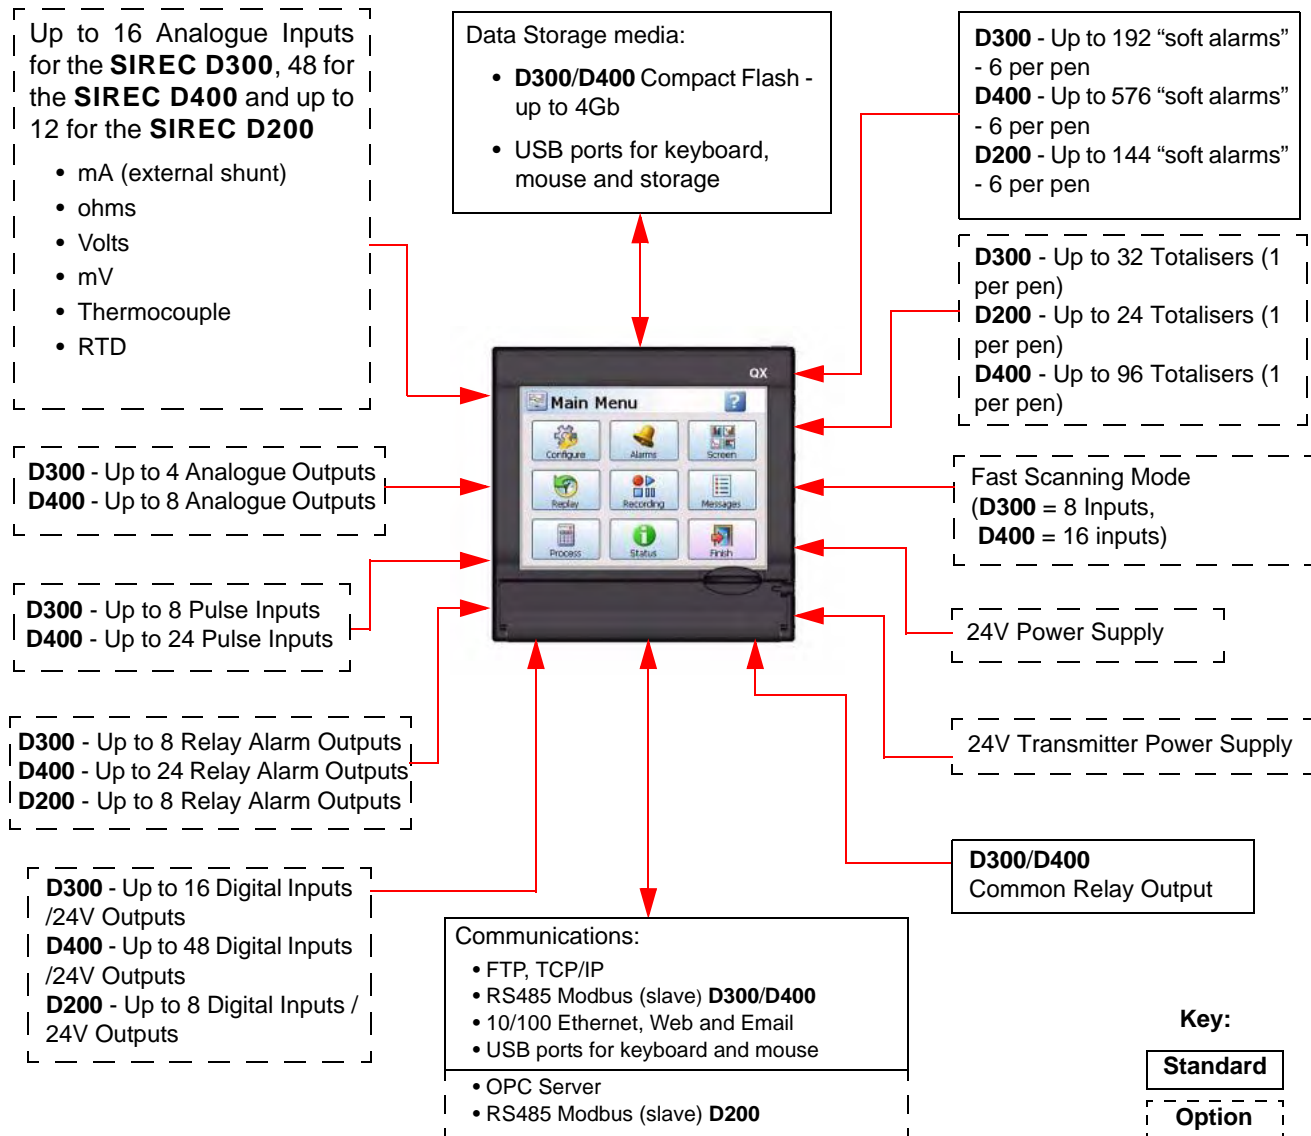 Up to 16 Analogue Inputs
for the SIREC D300, 48 for
the SIREC D400 and up to
12 for the SIREC D200
• mA (external shunt)
• ohms
• Volts
• mV
• Thermocouple
• RTD
Data Storage media:
• D300/D400 Compact Flash -
up to 4Gb
• USB ports for keyboard,
mouse and storage
D300 - Up to 192 “soft alarms”
- 6 per pen
D400 - Up to 576 “soft alarms”
- 6 per pen
D200 - Up to 144 “soft alarms”
- 6 per pen
D300 - Up to 32 Totalisers (1
per pen)
D200 - Up to 24 Totalisers (1
per pen)
D400 - Up to 96 Totalisers (1
per pen)
QX
Main Menu
?
Configure
Alarms
Screen
Replay
Recording
Messages
Process
Status
Finish
D300 - Up to 4 Analogue Outputs
D400 - Up to 8 Analogue Outputs
Fast Scanning Mode
(D300 = 8 Inputs,
D400 = 16 inputs)
D300 - Up to 8 Pulse Inputs
D400 - Up to 24 Pulse Inputs
24V Power Supply
D300 - Up to 8 Relay Alarm Outputs
D400 - Up to 24 Relay Alarm Outputs
D200 - Up to 8 Relay Alarm Outputs
24V Transmitter Power Supply
D300 - Up to 16 Digital Inputs
/24V Outputs
D400 - Up to 48 Digital Inputs
/24V Outputs
D200 - Up to 8 Digital Inputs /
24V Outputs
D300/D400
Common Relay Output
Communications:
• FTP, TCP/IP
• RS485 Modbus (slave) D300/D400
• 10/100 Ethernet, Web and Email
• USB ports for keyboard and mouse
• OPC Server
• RS485 Modbus (slave) D200
Key:
Standard
Option